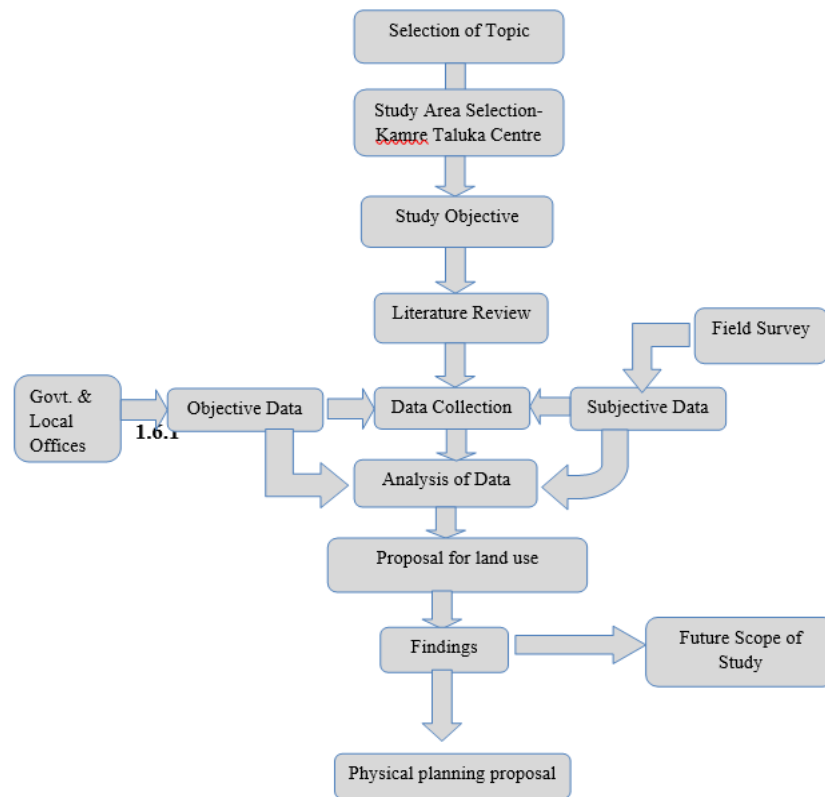 Selection of Topic
Study Area Selection-
Kamre Taluka Centre
Study Objective
Literature Review
Field Survey
Govt. &
Local
Offices
Objective Data
Data Collection
Subjective Data
1.6.1
Analysis of Data
Proposal for land use
Findings
Future Scope of
Study
Physical planning proposal